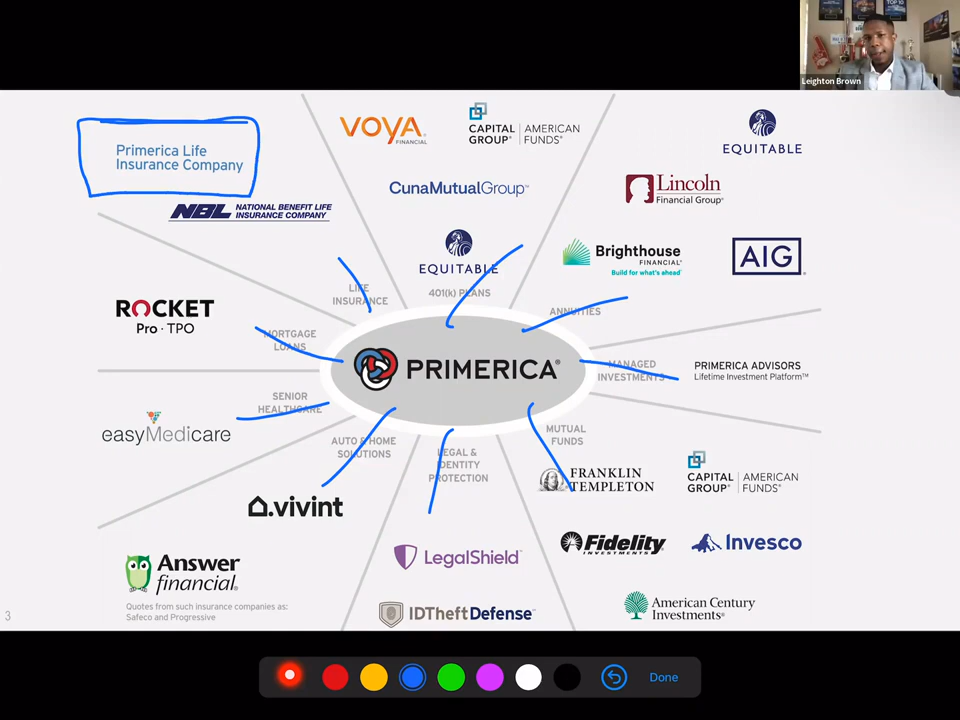 TOP 10
Leighton Brown
Primerica Life
Insurance Company
NBL NATIONAL BENEFIT LIFE
INSURANCE COMPANY
VOYA
FINANCIAL
CAPITAL GROUP® | AMERICAN FUNDS®
CunaMutualGroup™
EQUITABLE
401(k) PLANS
EQUITABLE
Lincoln
Financial Group®
Brighthouse
FINANCIAL®
Build for what's ahead®
AIG
ANNUITIES
LIFE
INSURANCE
ROCKET
Pro · TPO
MORTGAGE
LOANS
PRIMERICA®
MANAGED
INVESTMENTS
PRIMERICA ADVISORS
Lifetime Investment Platform™
SENIOR
HEALTHCARE
easyMedicare
AUTO & HOME
SOLUTIONS
LEGAL &
IDENTITY
PROTECTION
MUTUAL
FUNDS
vivint
FRANKLIN
TEMPLETON
CAPITAL GROUP® | AMERICAN FUNDS®
Answer
financial®
Quotes from such insurance companies as:
Safeco and Progressive
LegalShield
IDTheftDefense
Fidelity
INVESTMENTS
Invesco
American Century
Investments®
3
Done